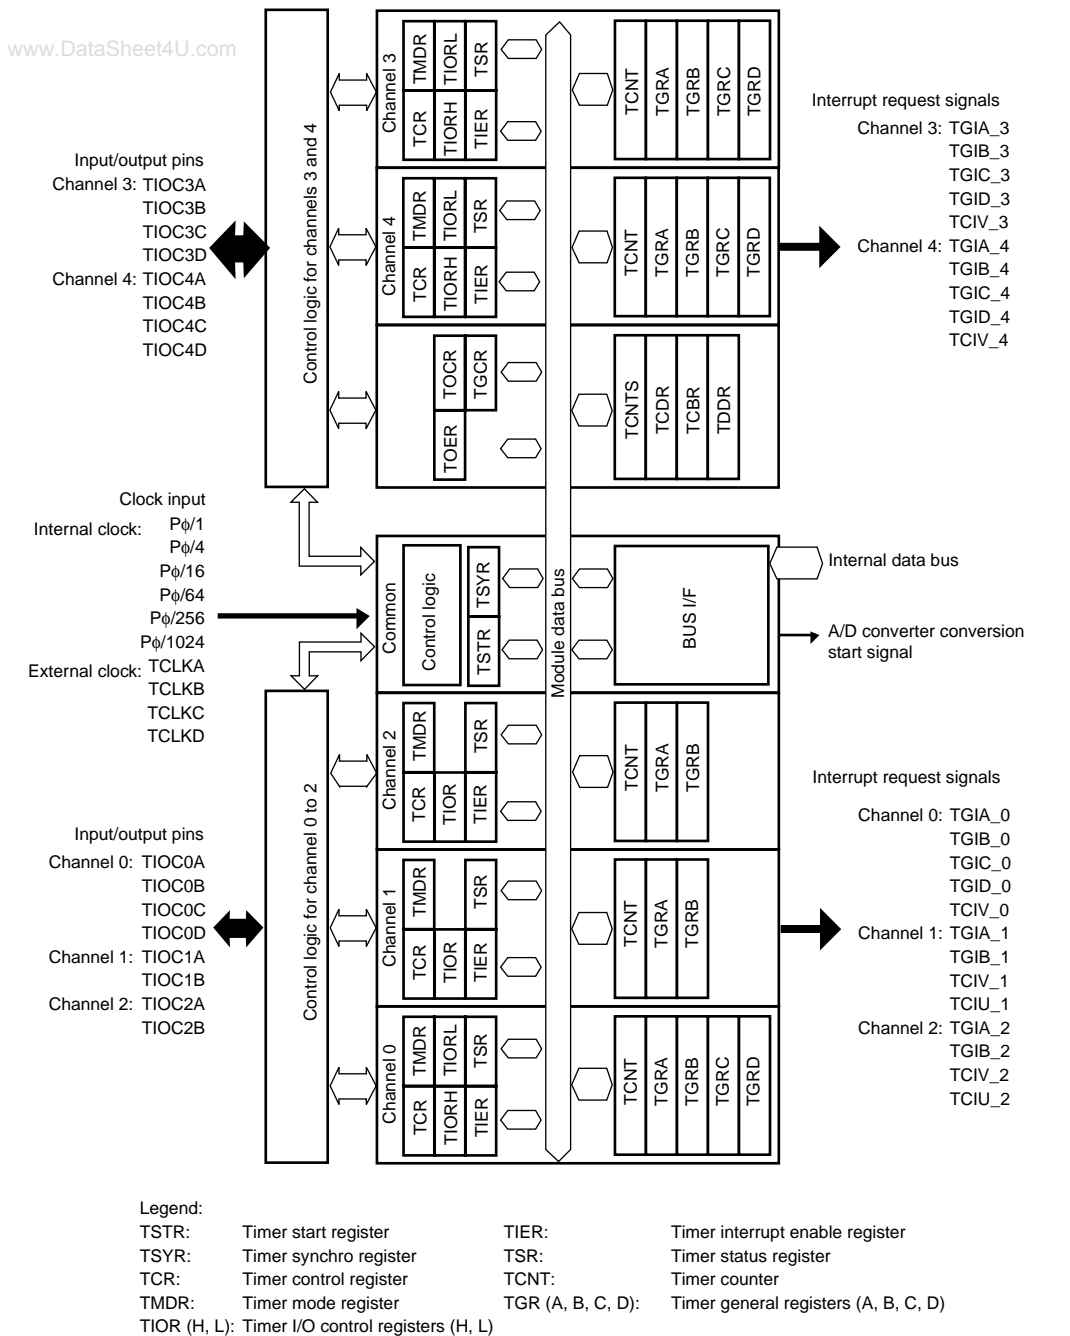 www.DataSheet4U.com
Input/output pins
Channel 3: TIOC3A
TIOC3B
TIOC3C
TIOC3D
Channel 4: TIOC4A
TIOC4B
TIOC4C
TIOC4D
Clock input
Internal clock: Pϕ/1
Pϕ/4
Pϕ/16
Pϕ/64
Pϕ/256
Pϕ/1024
External clock: TCLKA
TCLKB
TCLKC
TCLKD
Input/output pins
Channel 0: TIOC0A
TIOC0B
TIOC0C
TIOC0D
Channel 1: TIOC1A
TIOC1B
Channel 2: TIOC2A
TIOC2B
Control logic for channels 3 and 4
Control logic for channel 0 to 2
Channel 3
TMDR
TIORL
TSR
TCR
TIORH
TIER
TCNT
TGRA
TGRB
TGRC
TGRD
Channel 4
TMDR
TIORL
TSR
TCR
TIORH
TIER
TCNT
TGRA
TGRB
TGRC
TGRD
TOCR
TGCR
TOER
TCNTS
TCDR
TCBR
TDDR
Common
Control logic
TSYR
TSTR
Module data bus
BUS I/F
Channel 2
TMDR
TSR
TCR
TIOR
TIER
TCNT
TGRA
TGRB
Channel 1
TMDR
TSR
TCR
TIOR
TIER
TCNT
TGRA
TGRB
Channel 0
TMDR
TIORL
TSR
TCR
TIORH
TIER
TCNT
TGRA
TGRB
TGRC
TGRD
Interrupt request signals
Channel 3: TGIA_3
TGIB_3
TGIC_3
TGID_3
TCIV_3
Channel 4: TGIA_4
TGIB_4
TGIC_4
TGID_4
TCIV_4
Internal data bus
A/D converter conversion
start signal
Interrupt request signals
Channel 0: TGIA_0
TGIB_0
TGIC_0
TGID_0
TCIV_0
Channel 1: TGIA_1
TGIB_1
TCIV_1
TCIU_1
Channel 2: TGIA_2
TGIB_2
TCIV_2
TCIU_2
Legend:
TSTR: Timer start register
TSYR: Timer synchro register
TCR: Timer control register
TMDR: Timer mode register
TIOR (H, L): Timer I/O control registers (H, L)
TIER: Timer interrupt enable register
TSR: Timer status register
TCNT: Timer counter
TGR (A, B, C, D): Timer general registers (A, B, C, D)